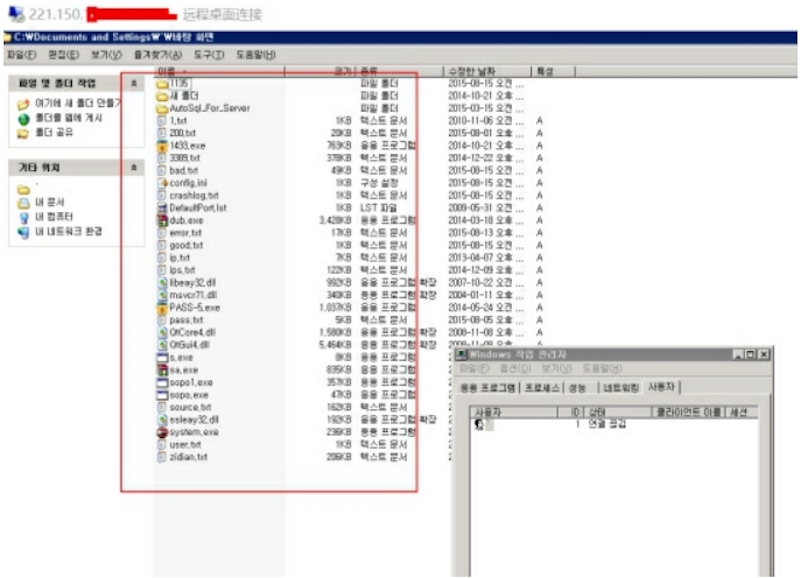 221.150. 远程桌面连接
C:₩Documents and Settings₩ ₩바탕 화면
파일(F) 편집(E) 보기(V) 즐겨찾기(A) 도구(T) 도움말(H)
파일 및 폴더 작업
여기에 새 폴더 만들기
폴더를 웹에 게시
폴더 공유
기타 위치
내 문서
내 컴퓨터
내 네트워크 환경
이름 크기 종류 수정한 날짜 특성
1135 파일 폴더 2015-08-15 오전 ...
새 폴더 파일 폴더 2014-10-21 오후 ...
AutoSql_For_Server 파일 폴더 2015-03-15 오전 ...
1.txt 1KB 텍스트 문서 2010-11-06 오전 ... A
200.txt 20KB 텍스트 문서 2015-08-01 오후 ... A
1433.exe 769KB 응용 프로그램 2014-10-21 오후 ... A
3389.txt 378KB 텍스트 문서 2014-12-22 오후 ... A
bad.txt 49KB 텍스트 문서 2015-08-15 오전 ... A
config.ini 1KB 구성 설정 2015-08-15 오전 ... A
crashlog.txt 1KB 텍스트 문서 2015-08-15 오전 ... A
DefaultPort.lst 1KB LST 파일 2009-05-31 오전 ... A
dub.exe 3,428KB 응용 프로그램 2014-03-18 오후 ... A
error.txt 17KB 텍스트 문서 2015-08-13 오후 ... A
good.txt 1KB 텍스트 문서 2015-08-15 오전 ... A
ip.txt 7KB 텍스트 문서 2013-04-07 오후 ... A
ips.txt 122KB 텍스트 문서 2014-12-09 오후 ... A
libeay32.dll 992KB 응용 프로그램 확장 2007-10-22 오후 ... A
msvcr71.dll 340KB 응용 프로그램 확장 2004-01-11 오후 ... A
PASS-5.exe 1,037KB 응용 프로그램 2014-05-24 오전 ... A
pass.txt 5KB 텍스트 문서 2015-08-05 오후 ... A
QtCore4.dll 1,580KB 응용 프로그램 확장 2008-11-08 오후 ... A
QtGui4.dll 5,464KB 응용 프로그램 확장 2008-11-08 오후 ... A
s.exe 8KB 응용 프로그램
sa.exe 835KB 응용 프로그램
sopo1.exe 357KB 응용 프로그램
sopo.exe 47KB 응용 프로그램
source.txt 162KB 텍스트 문서
ssleay32.dll 192KB 응용 프로그램 확장
system.exe 236KB 응용 프로그램
user.txt 1KB 텍스트 문서
zidian.txt 206KB 텍스트 문서
Windows 작업 관리자
파일(F) 옵션(O) 보기(V) 도움말(H)
응용 프로그램 프로세스 성능 네트워킹 사용자
사용자 ID 상태 클라이언트 이름 세션
1 연결 끊김